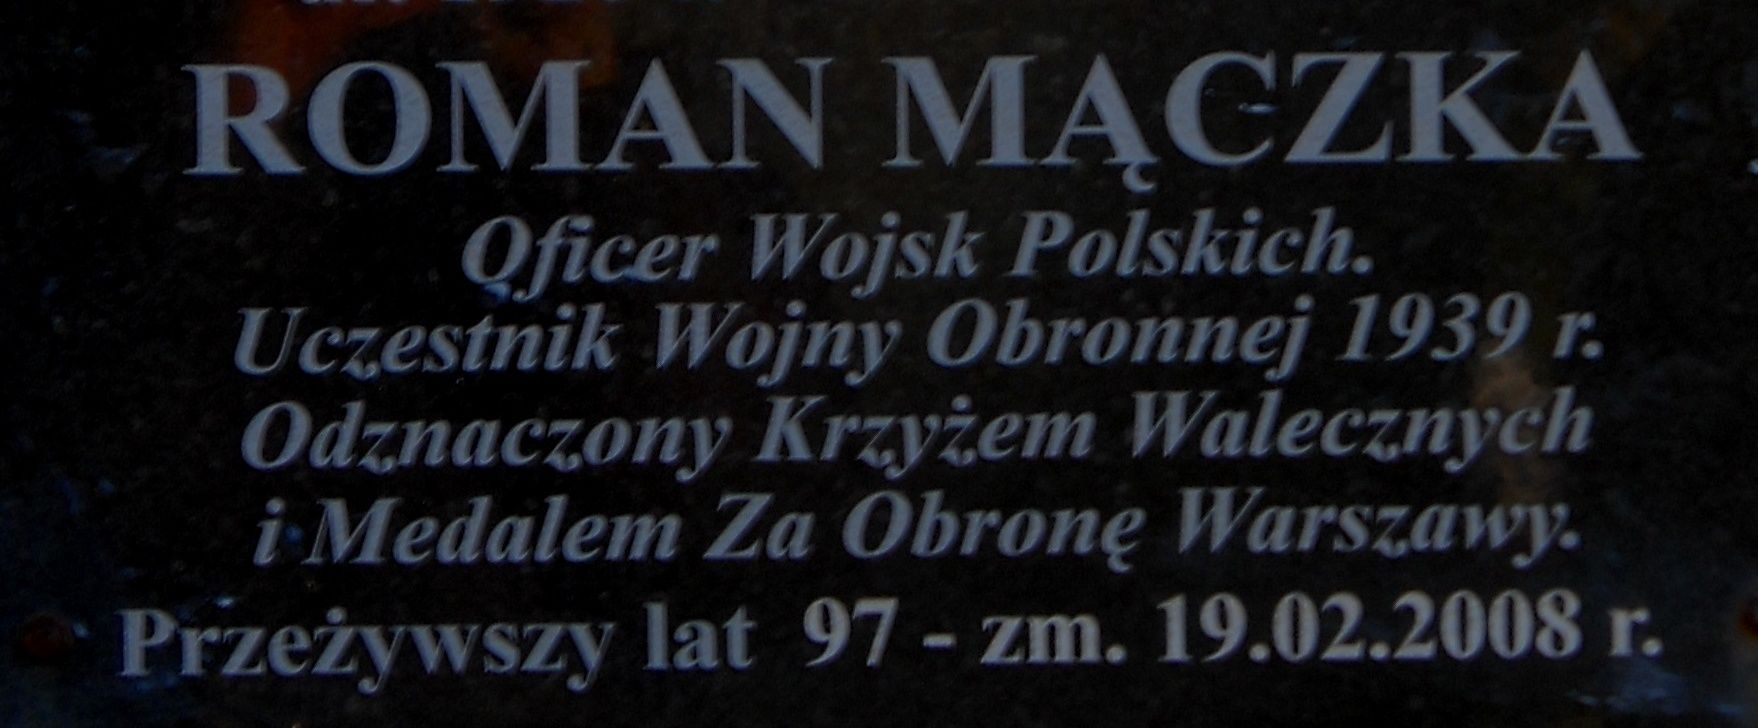 ROMAN MĄCZKA
Oficer Wojsk Polskich.
Uczestnik Wojny Obronnej 1939 r.
Odznaczony Krzyżem Walecznych
i Medalem Za Obronę Warszawy.
Przeżywszy lat 97 - zm. 19.02.2008 r.